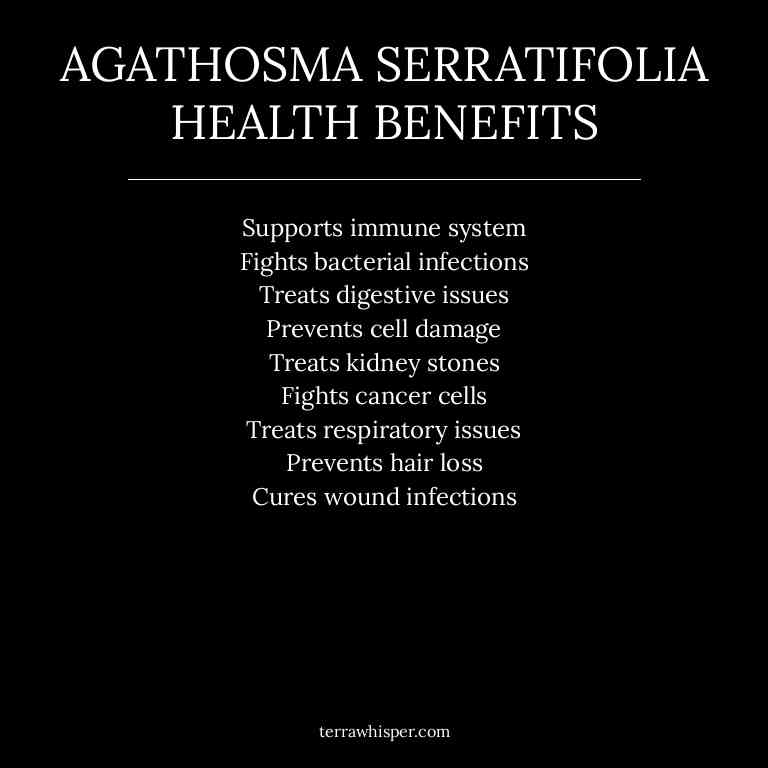 AGATHOSMA SERRATIFOLIA
HEALTH BENEFITS
Supports immune system
Fights bacterial infections
Treats digestive issues
Prevents cell damage
Treats kidney stones
Fights cancer cells
Treats respiratory issues
Prevents hair loss
Cures wound infections
terrawhisper.com